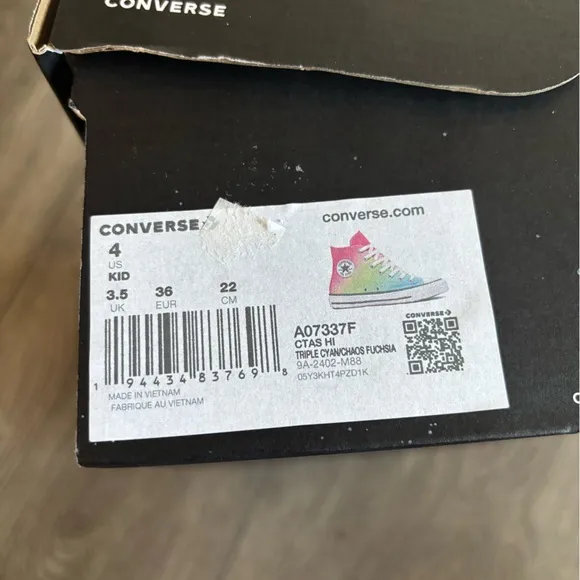 CONVERSE
CONVERSE
converse.com
4
US
KID
3.5 36 22
UK EUR CM
A07337F
CTAS HI
TRIPLE CYAN/CHAOS FUCHSIA
9A-2402-M88
05Y3KHT4PZD1K
CONVERSE
1 94434 83769 8
MADE IN VIETNAM
FABRIQUE AU VIETNAM